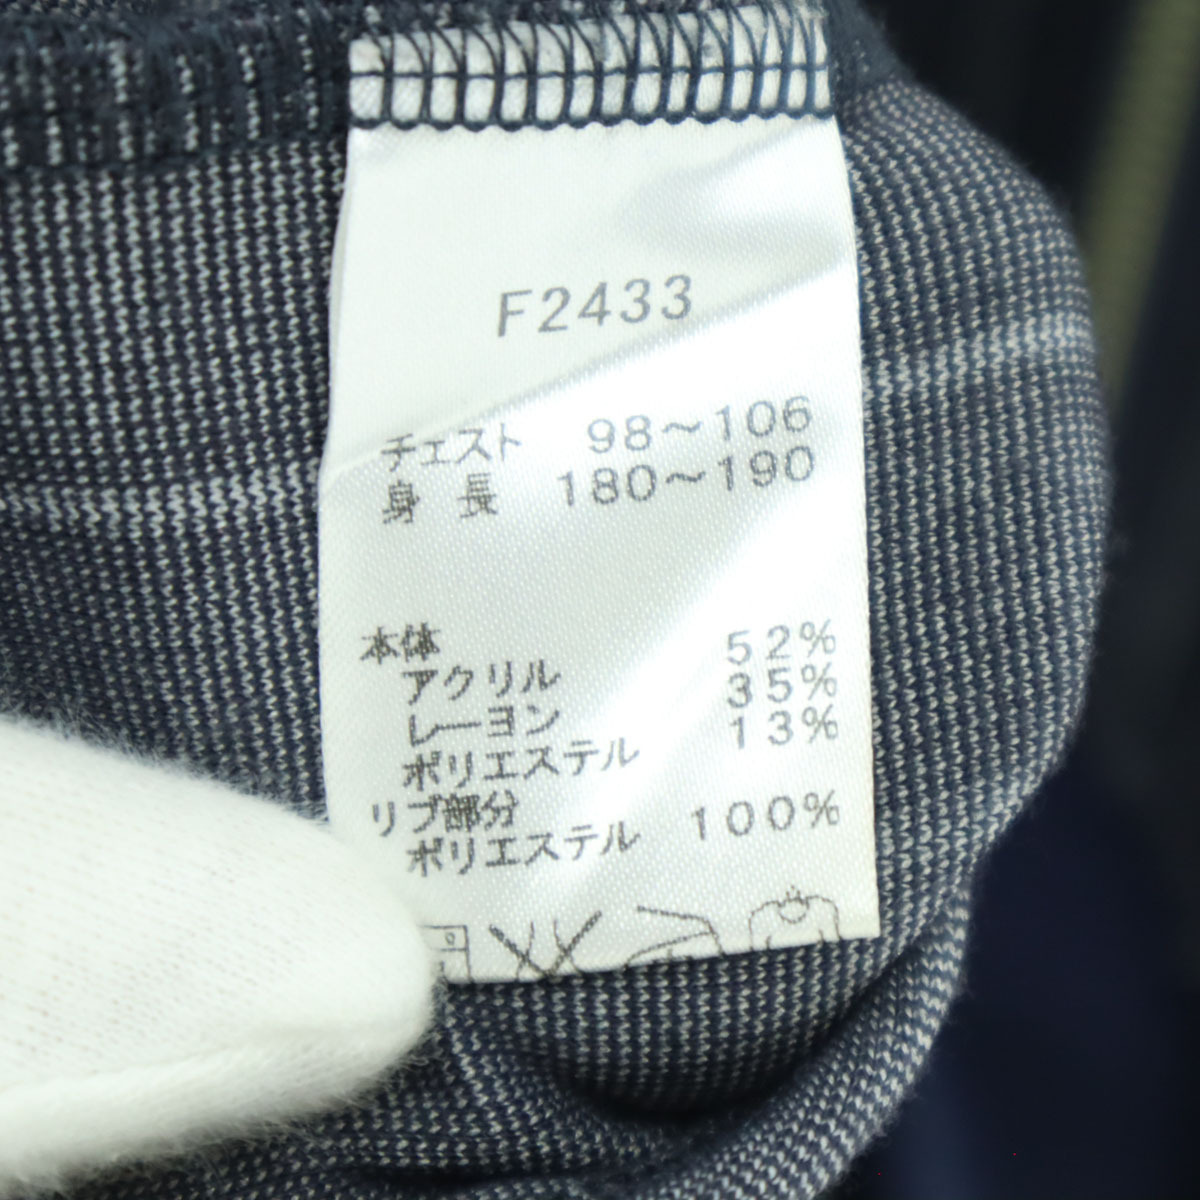 F2433
チェスト 98～106
身長 180～190
本体
アクリル 52%
レーヨン 35%
ポリエステル 13%
リブ部分
ポリエステル 100%